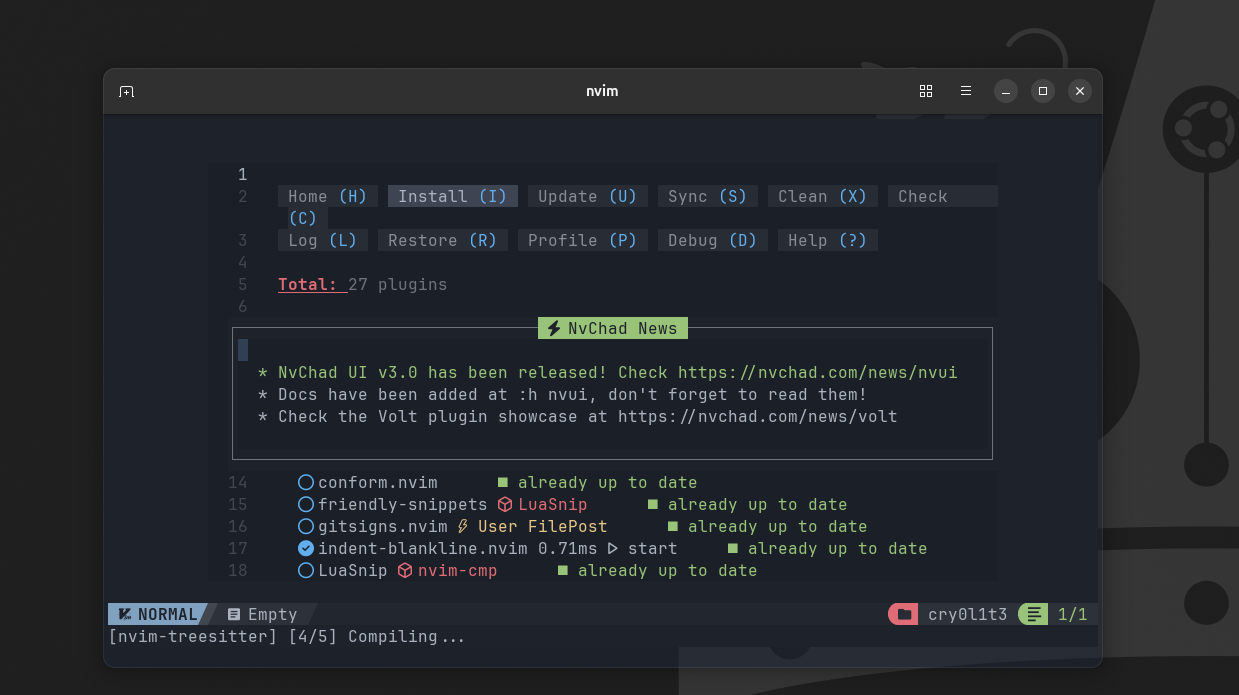 nvim
1
2 Home (H) Install (I) Update (U) Sync (S) Clean (X) Check
(C)
3 Log (L) Restore (R) Profile (P) Debug (D) Help (?)
4
5 Total: 27 plugins
6
NvChad News
* NvChad UI v3.0 has been released! Check https://nvchad.com/news/nvui
* Docs have been added at :h nvui, don't forget to read them!
* Check the Volt plugin showcase at https://nvchad.com/news/volt
14 conform.nvim ■ already up to date
15 friendly-snippets LuaSnip ■ already up to date
16 gitsigns.nvim User FilePost ■ already up to date
17 indent-blankline.nvim 0.71ms start ■ already up to date
18 LuaSnip nvim-cmp ■ already up to date
NORMAL Empty cry0l1t3 1/1
[nvim-treesitter] [4/5] Compiling...